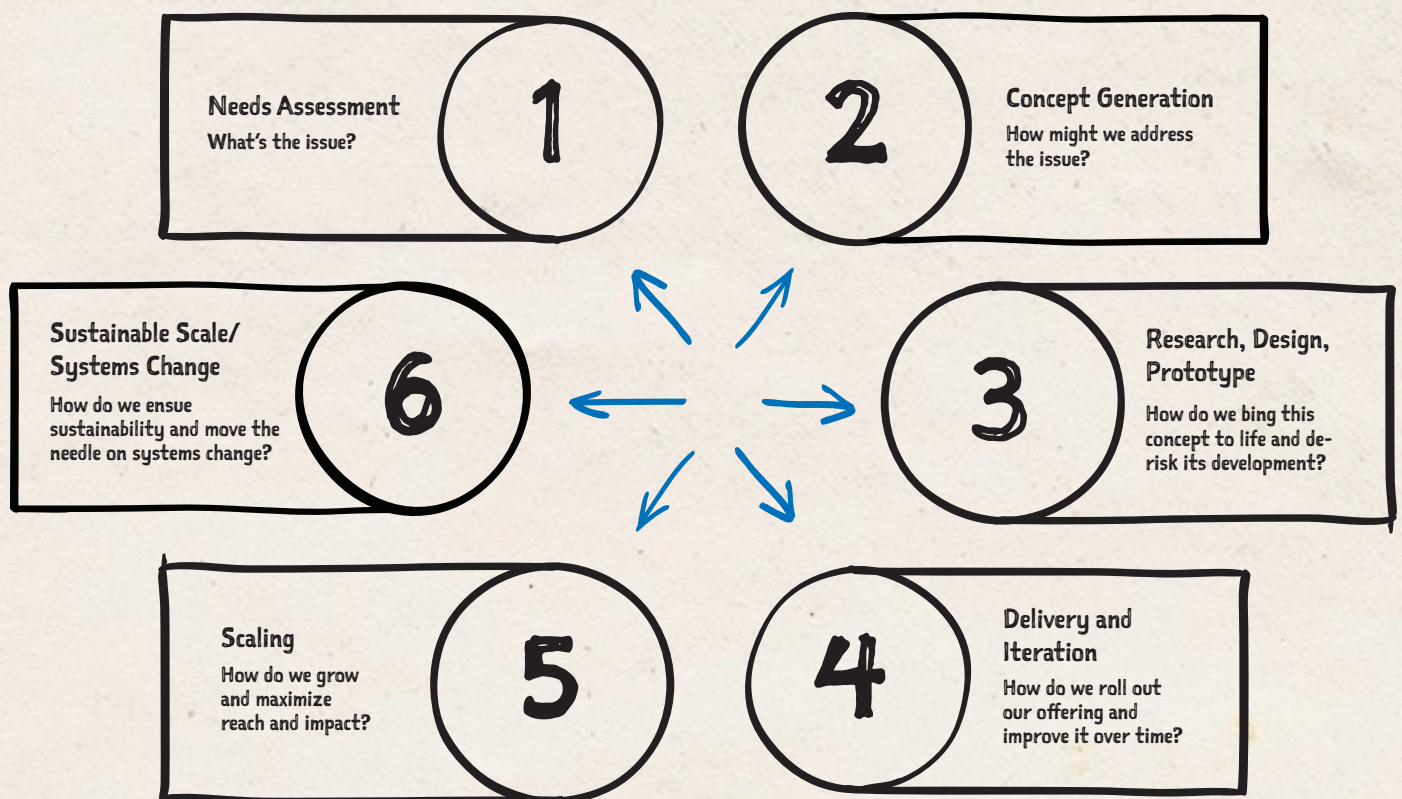 1
Needs Assessment
What's the issue?
2
Concept Generation
How might we address
the issue?
3
Research, Design,
Prototype
How do we bing this
concept to life and de-
risk its development?
4
Delivery and
Iteration
How do we roll out
our offering and
improve it over time?
5
Scaling
How do we grow
and maximize
reach and impact?
6
Sustainable Scale/
Systems Change
How do we ensue
sustainability and move the
needle on systems change?